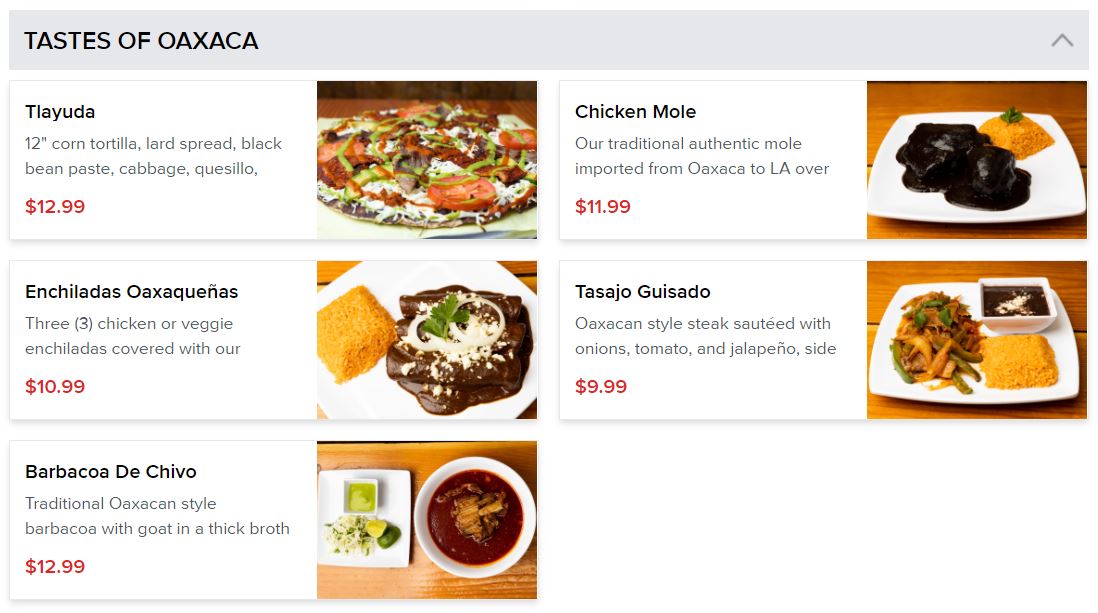 TASTES OF OAXACA
Tlayuda
12" corn tortilla, lard spread, black
bean paste, cabbage, quesillo,
$12.99
Chicken Mole
Our traditional authentic mole
imported from Oaxaca to LA over
$11.99
Enchiladas Oaxaqueñas
Three (3) chicken or veggie
enchiladas covered with our
$10.99
Tasajo Guisado
Oaxacan style steak sautéed with
onions, tomato, and jalapeño, side
$9.99
Barbacoa De Chivo
Traditional Oaxacan style
barbacoa with goat in a thick broth
$12.99